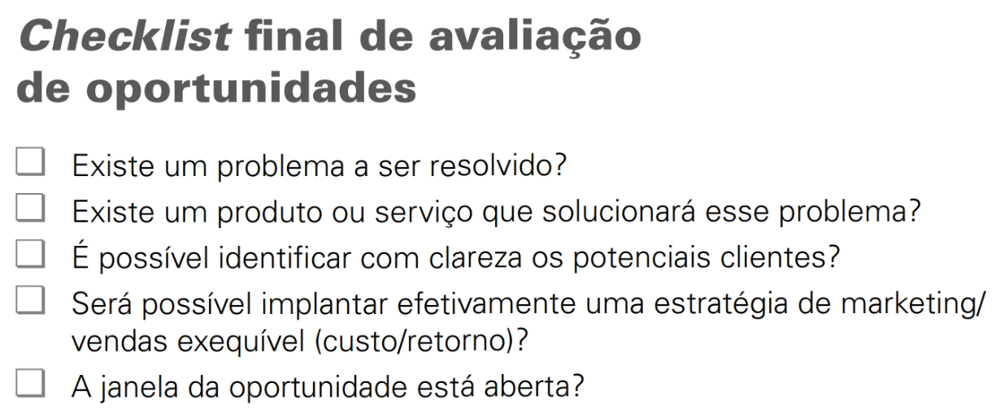 Checklist final de avaliação
de oportunidades
Existe um problema a ser resolvido?
Existe um produto ou serviço que solucionará esse problema?
É possível identificar com clareza os potenciais clientes?
Será possível implantar efetivamente uma estratégia de marketing/
vendas exequível (custo/retorno)?
A janela da oportunidade está aberta?